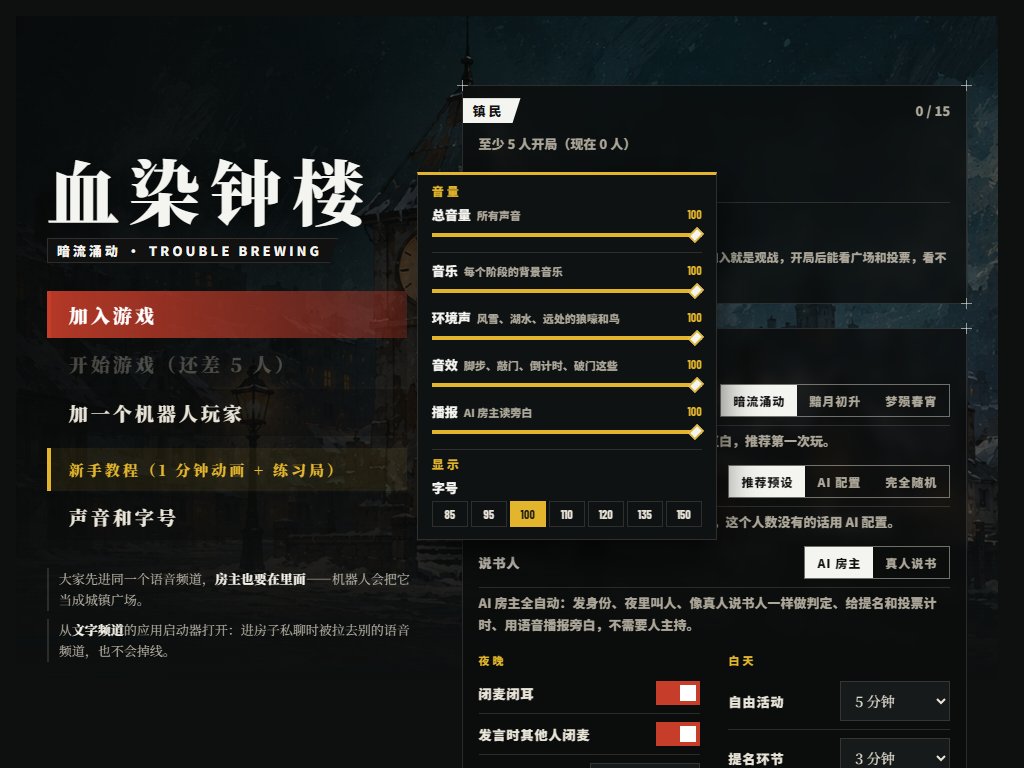 血染钟楼
暗流涌动 • TROUBLE BREWING
加入游戏
开始游戏（还差 5 人）
加一个机器人玩家
新手教程（1 分钟动画 + 练习局）
声音和字号
大家先进同一个语音频道，房主也要在里面——机器人会把它
当成城镇广场。
从文字频道的应用启动器打开：进房子私聊时被拉去别的语音
频道，也不会掉线。
镇民
0 / 15
至少 5 人开局（现在 0 人）
入就是观战，开局后能看广场和投票，看不
音量
总音量 所有声音 100
音乐 每个阶段的背景音乐 100
环境声 风雪、湖水、远处的狼嚎和鸟 100
音效 脚步、敲门、倒计时、破门这些 100
播报 AI 房主读旁白 100
显示
字号
85 95 100 110 120 135 150
暗流涌动 黯月初升 梦殒春宵
白，推荐第一次玩。
推荐预设 AI 配置 完全随机
，这个人数没有的话用 AI 配置。
说书人
AI 房主 真人说书
AI 房主全自动：发身份、夜里叫人、像真人说书人一样做判定、给提名和投票计
时、用语音播报旁白，不需要人主持。
夜晚
闭麦闭耳
发言时其他人闭麦
白天
自由活动 5 分钟
提名环节 3 分钟